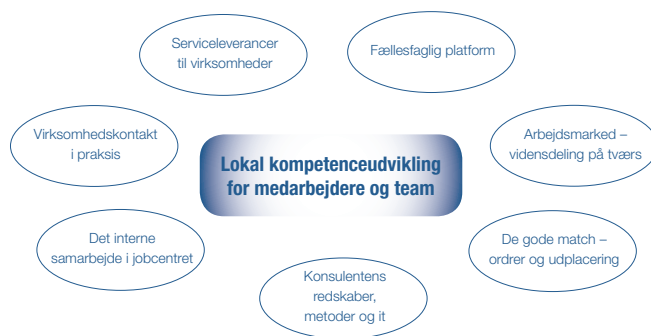 Serviceleverancer
til virksomheder
Fællesfaglig platform
Virksomhedskontakt
i praksis
Arbejdsmarked –
vidensdeling på tværs
Lokal kompetenceudvikling
for medarbejdere og team
Det interne
samarbejde i jobcentret
De gode match –
ordrer og udplacering
Konsulentens
redskaber,
metoder og it